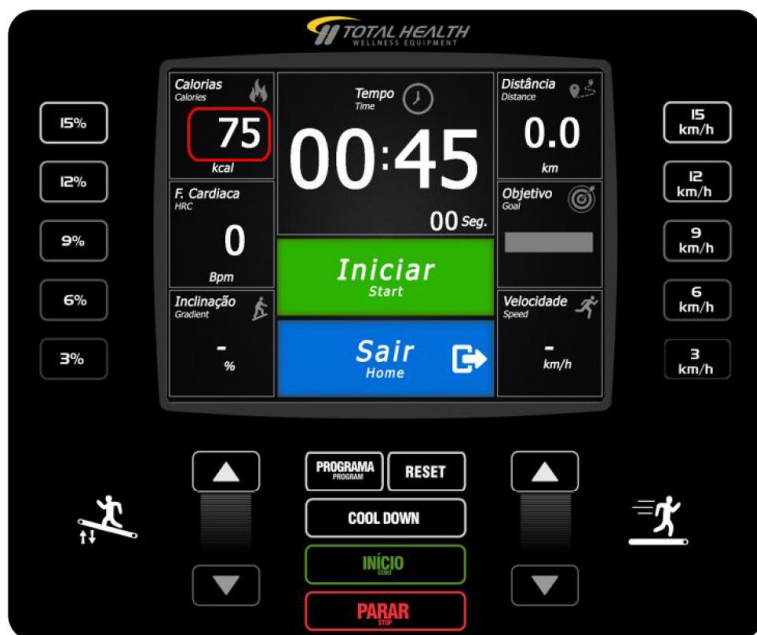 TOTAL HEALTH
WELLNESS EQUIPMENT
Calorias
Calories
75
kcal
Tempo
Time
00:45
00 Seg.
Distância
Distance
0.0
km
F. Cardiaca
HRC
0
Bpm
Objetivo
Goal
Iniciar
Start
Inclinação
Gradient
-
%
Sair
Home
Velocidade
Speed
-
km/h
15%
12%
9%
6%
3%
15
km/h
12
km/h
9
km/h
6
km/h
3
km/h
PROGRAMA
PROGRAM
RESET
COOL DOWN
INÍCIO
START
PARAR
STOP